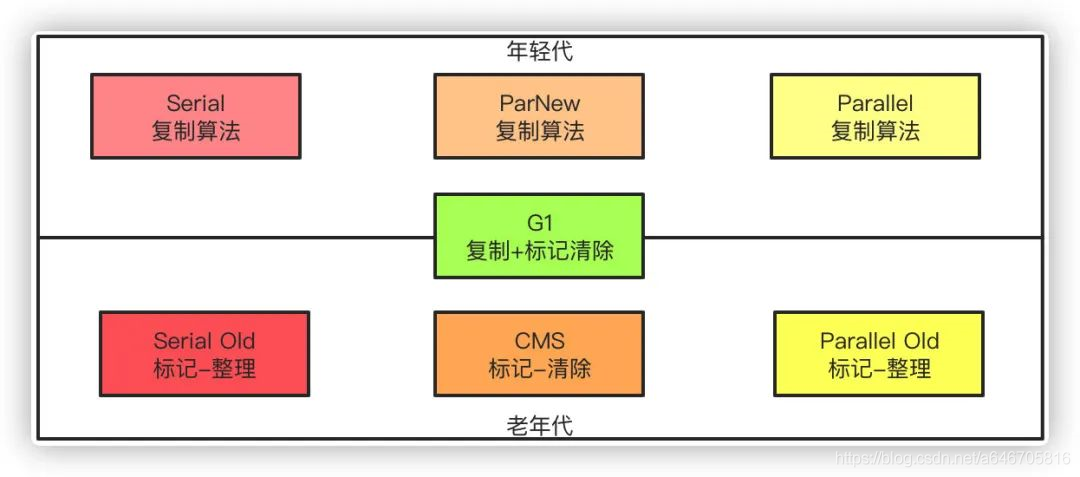 年轻代
Serial
复制算法
ParNew
复制算法
Parallel
复制算法
G1
复制+标记清除
Serial Old
标记-整理
CMS
标记-清除
Parallel Old
标记-整理
老年代
https://blog.csdn.net/a646705816